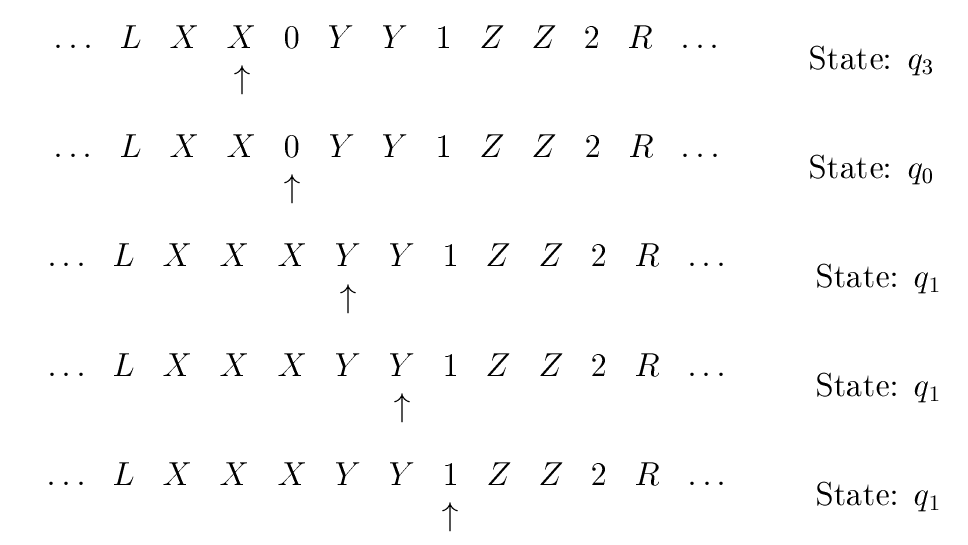 … L X X 0 Y Y 1 Z Z 2 R … State: q₃
↑
… L X X 0 Y Y 1 Z Z 2 R … State: q₀
↑
… L X X X Y Y 1 Z Z 2 R … State: q₁
↑
… L X X X Y Y 1 Z Z 2 R … State: q₁
↑
… L X X X Y Y 1 Z Z 2 R … State: q₁
↑